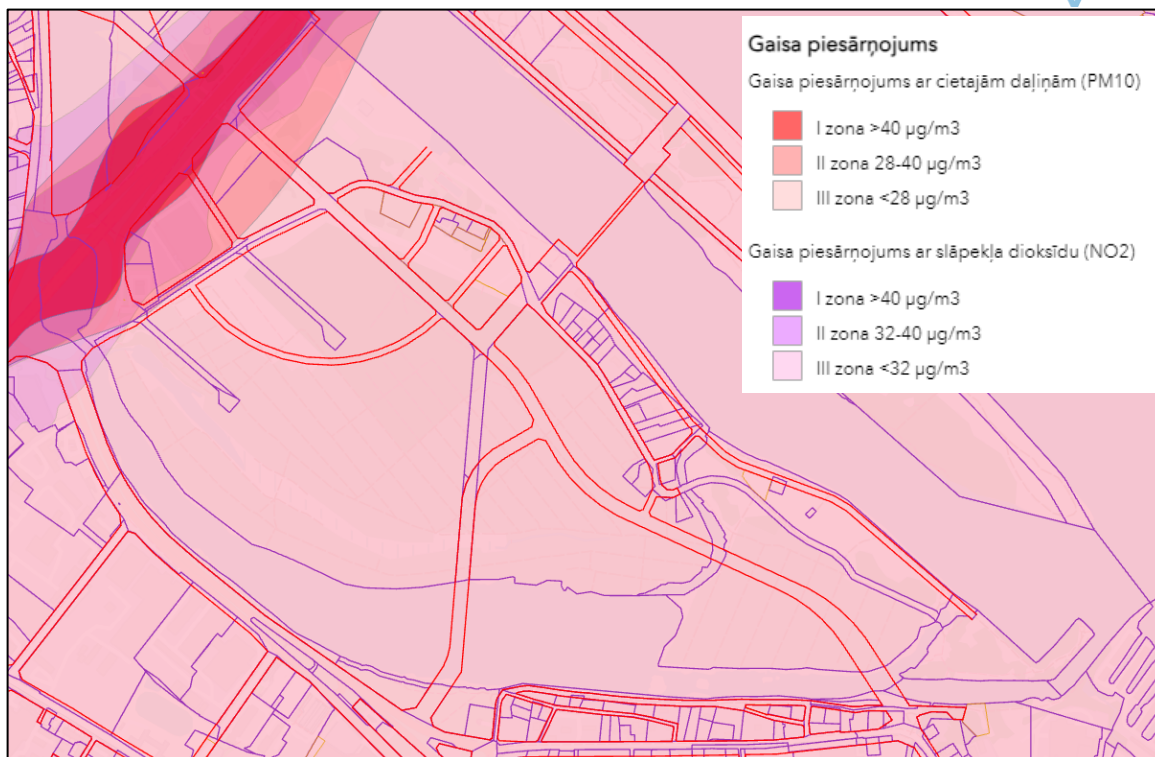 Gaisa piesārņojums
Gaisa piesārņojums ar cietajām daļiņām (PM10)
I zona >40 µg/m3
II zona 28-40 µg/m3
III zona <28 µg/m3
Gaisa piesārņojums ar slāpekļa dioksīdu (NO2)
I zona >40 µg/m3
II zona 32-40 µg/m3
III zona <32 µg/m3